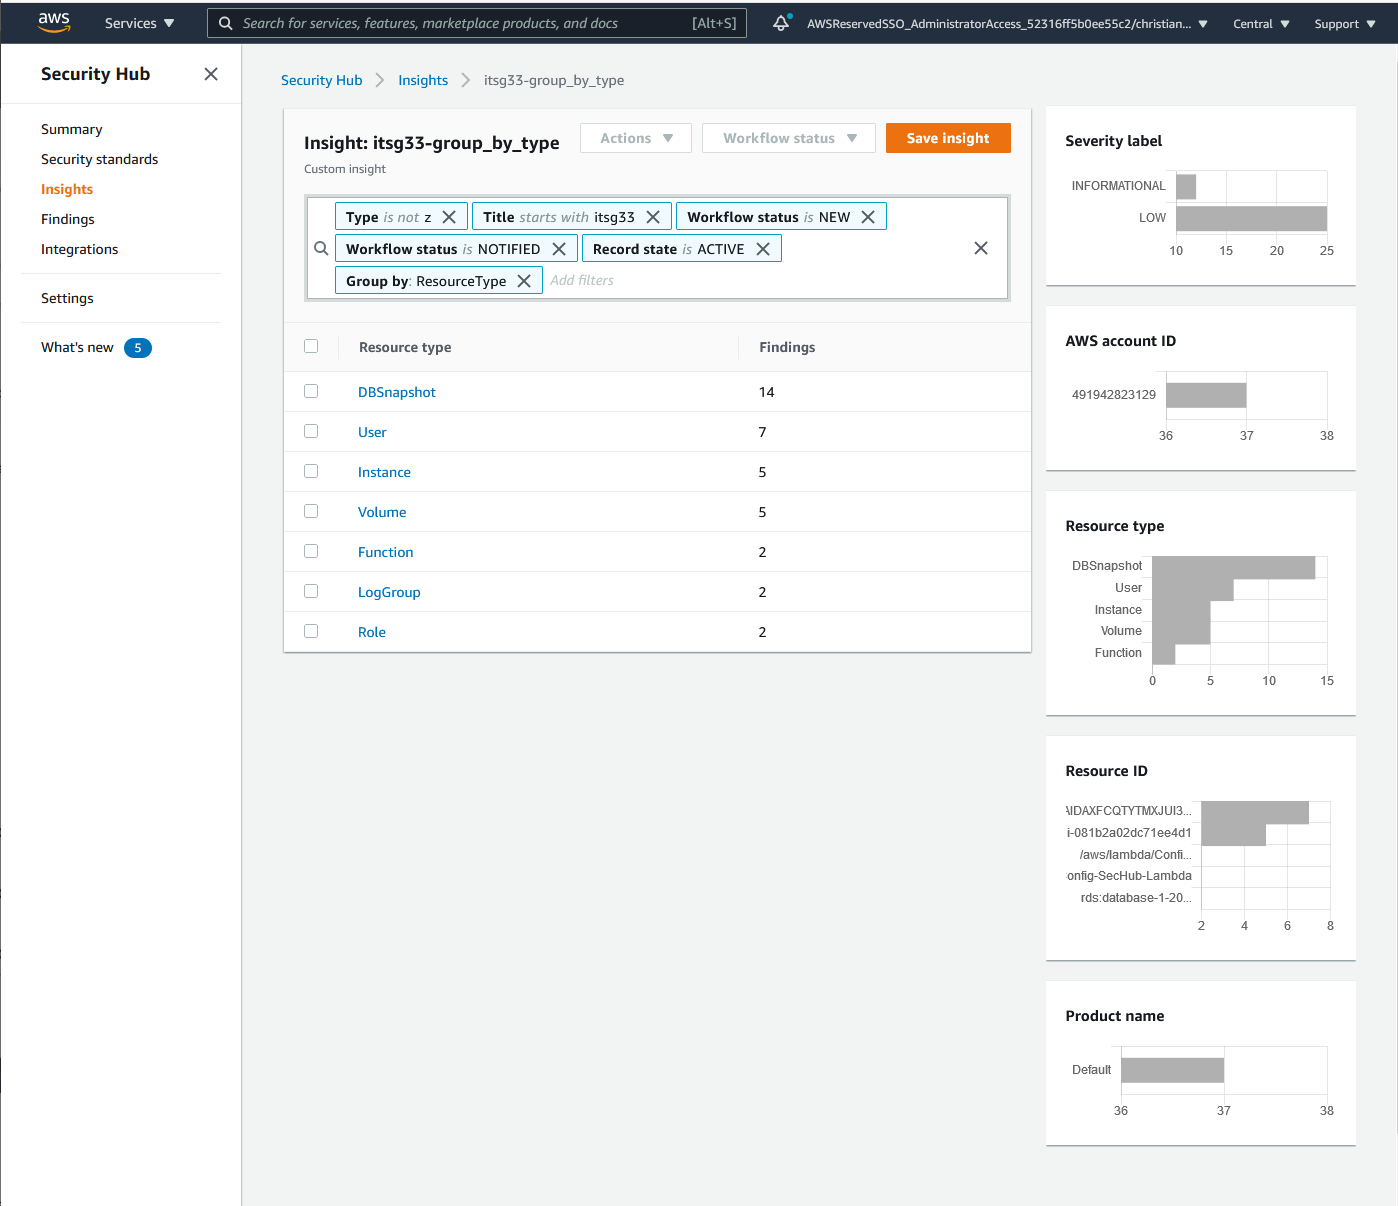 aws
Services
Search for services, features, marketplace products, and docs [Alt+S]
AWSReservedSSO_AdministratorAccess_52316ff5b0ee55c2/christian...
Central
Support
Security Hub
Summary
Security standards
Insights
Findings
Integrations
Settings
What's new 5
Security Hub Insights itsg33-group_by_type
Insight: itsg33-group_by_type
Custom insight
Actions
Workflow status
Save insight
Type is not z Title starts with itsg33 Workflow status is NEW
Workflow status is NOTIFIED Record state is ACTIVE
Group by: ResourceType Add filters
Resource type Findings
DBSnapshot 14
User 7
Instance 5
Volume 5
Function 2
LogGroup 2
Role 2
Severity label
INFORMATIONAL
LOW
10 15 20 25
AWS account ID
491942823129
36 37 38
Resource type
DBSnapshot
User
Instance
Volume
Function
0 5 10 15
Resource ID
AIDAXFCQTYTMXJUI3...
i-081b2a02dc71ee4d1
/aws/lambda/Confi...
onfig-SecHub-Lambda
rds:database-1-20...
2 4 6 8
Product name
Default
36 37 38